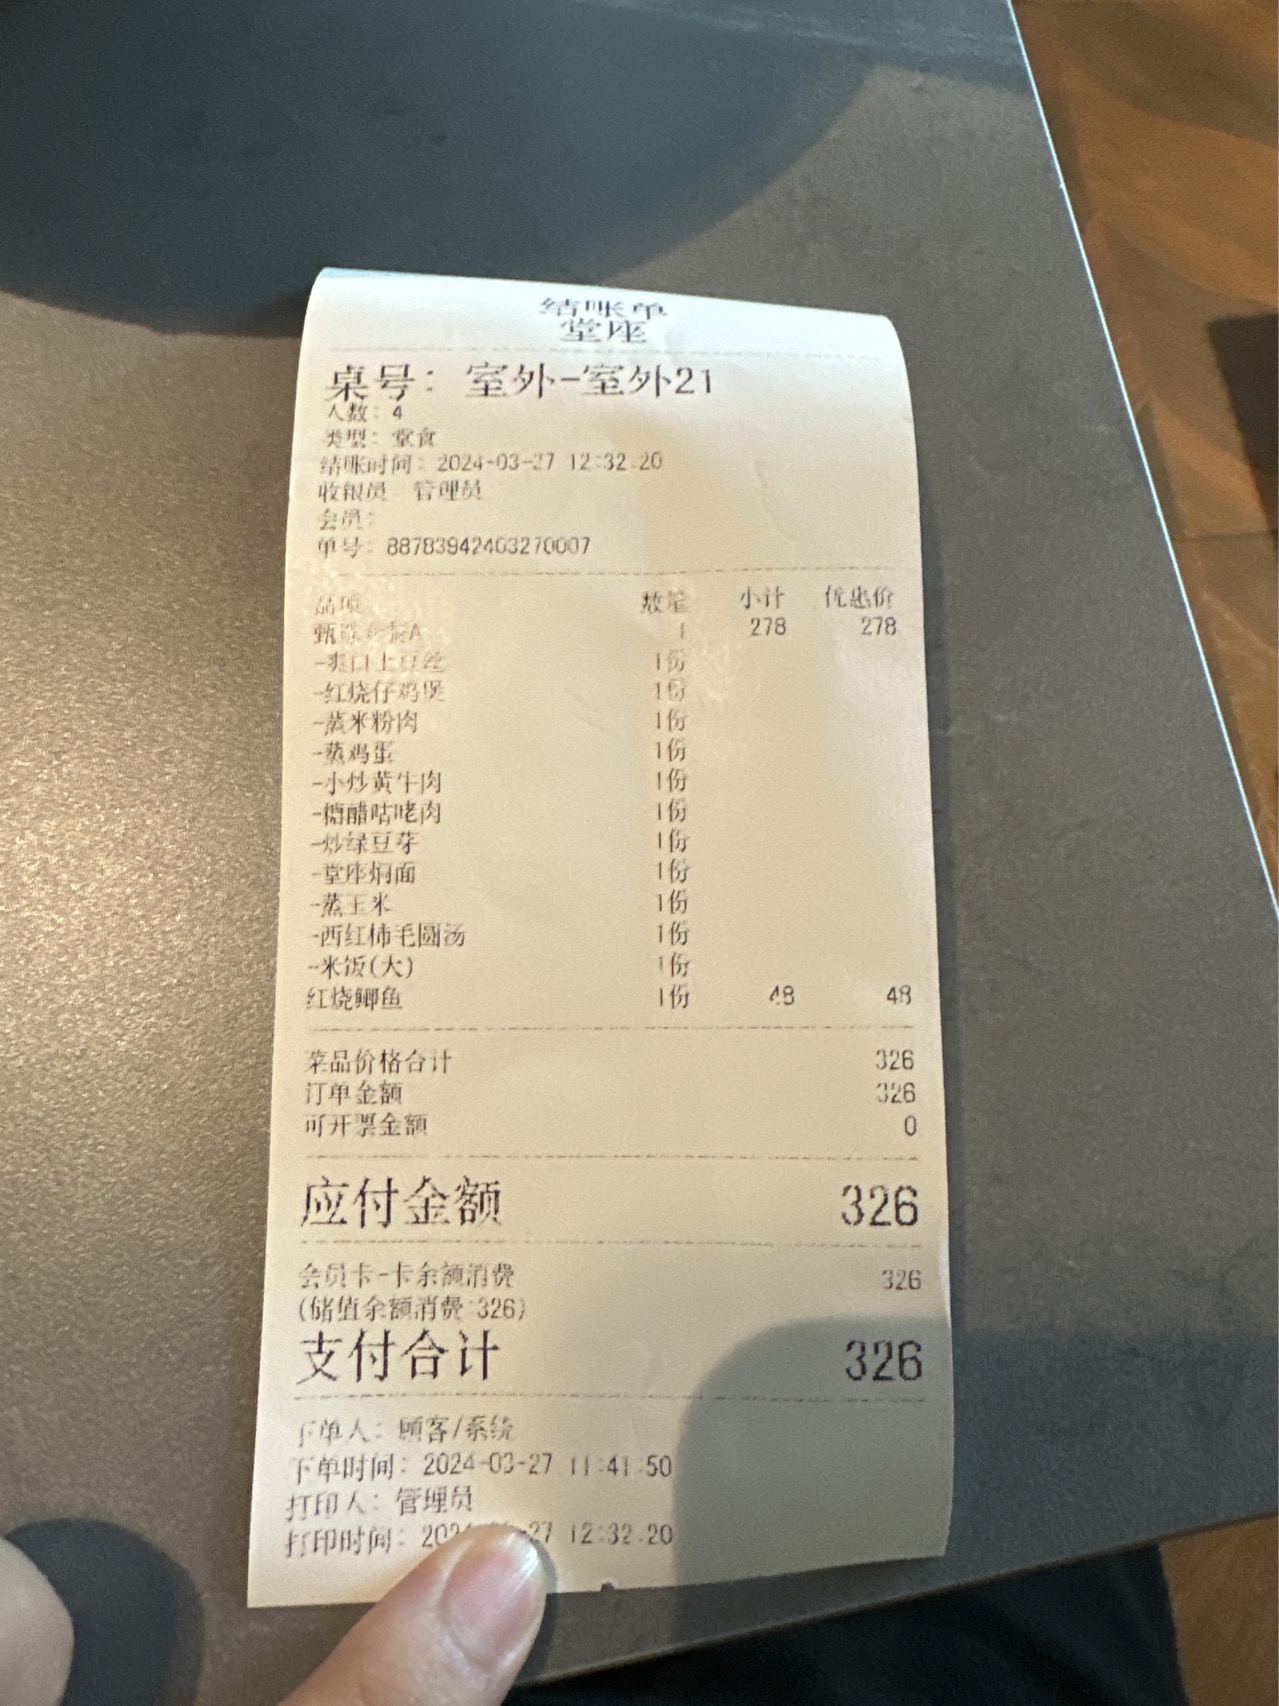 结账单
堂座
桌号：室外-室外21
人数：4
类型：堂食
结账时间：2024-03-27 12:32:20
收银员 管理员
会员：
单号：88783942403270007
品项 数量 小计 优惠价
甄选套餐A 1 278 278
-爽口土豆丝 1份
-红烧仔鸡煲 1份
-蒸米粉肉 1份
-蒸鸡蛋 1份
-小炒黄牛肉 1份
-糖醋咕咾肉 1份
-炒绿豆芽 1份
-堂座焖面 1份
-蒸玉米 1份
-西红柿毛圆汤 1份
-米饭(大) 1份
红烧鲫鱼 1份 48 48
菜品价格合计 326
订单金额 326
可开票金额 0
应付金额 326
会员卡-卡余额消费 326
(储值余额消费:326)
支付合计 326
下单人：顾客/系统
下单时间：2024-03-27 11:41:50
打印人：管理员
打印时间：202 27 12:32:20